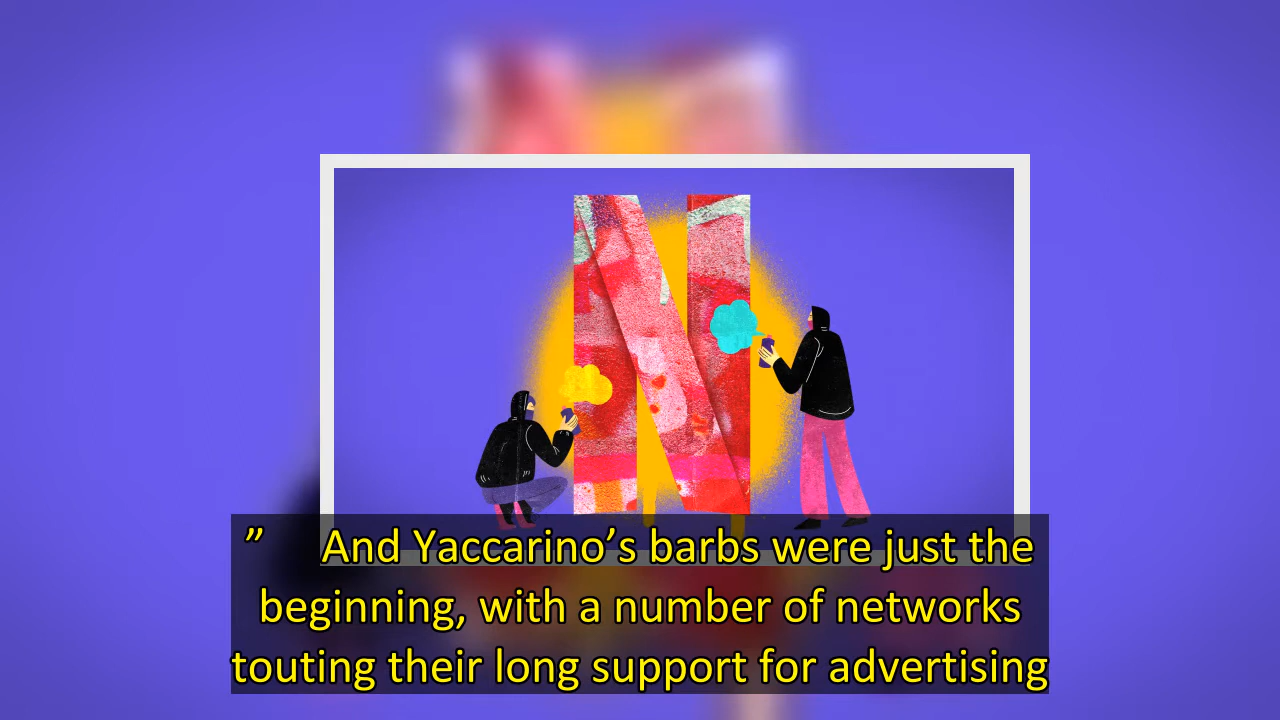 ” And Yaccarino’s barbs were just the
beginning, with a number of networks
touting their long support for advertising